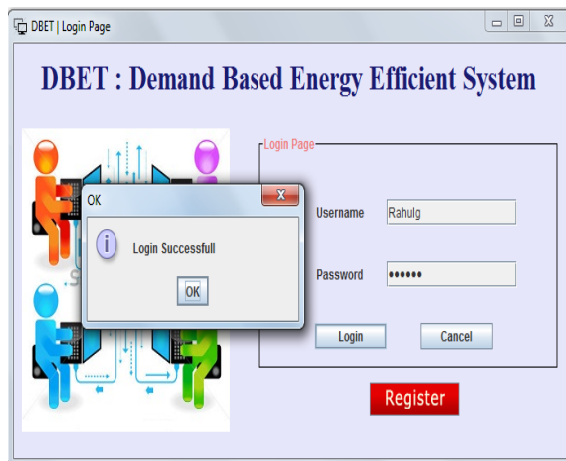 DBET | Login Page
DBET : Demand Based Energy Efficient System
Login Page
OK
Login Successfull
OK
Username
Rahulg
Password
••••••
Login
Cancel
Register